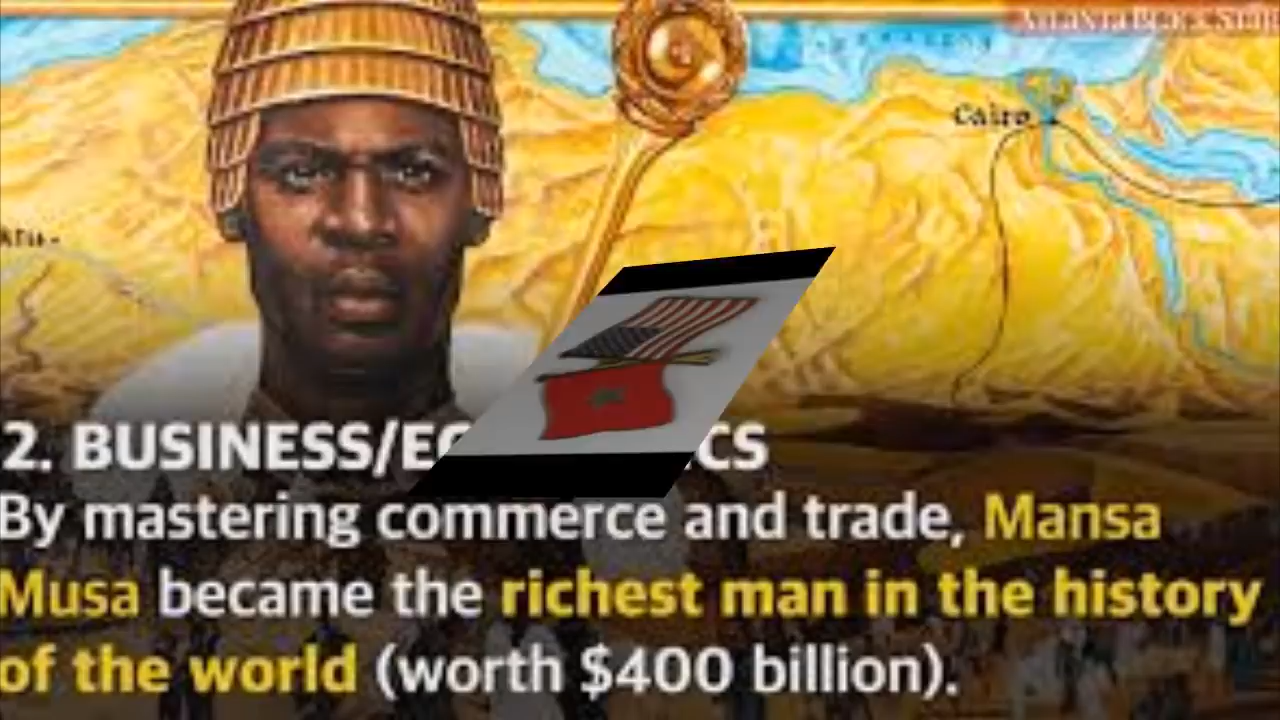 Cairo
2. BUSINESS/EC CS
By mastering commerce and trade, Mansa
Musa became the richest man in the history
of the world (worth $400 billion).